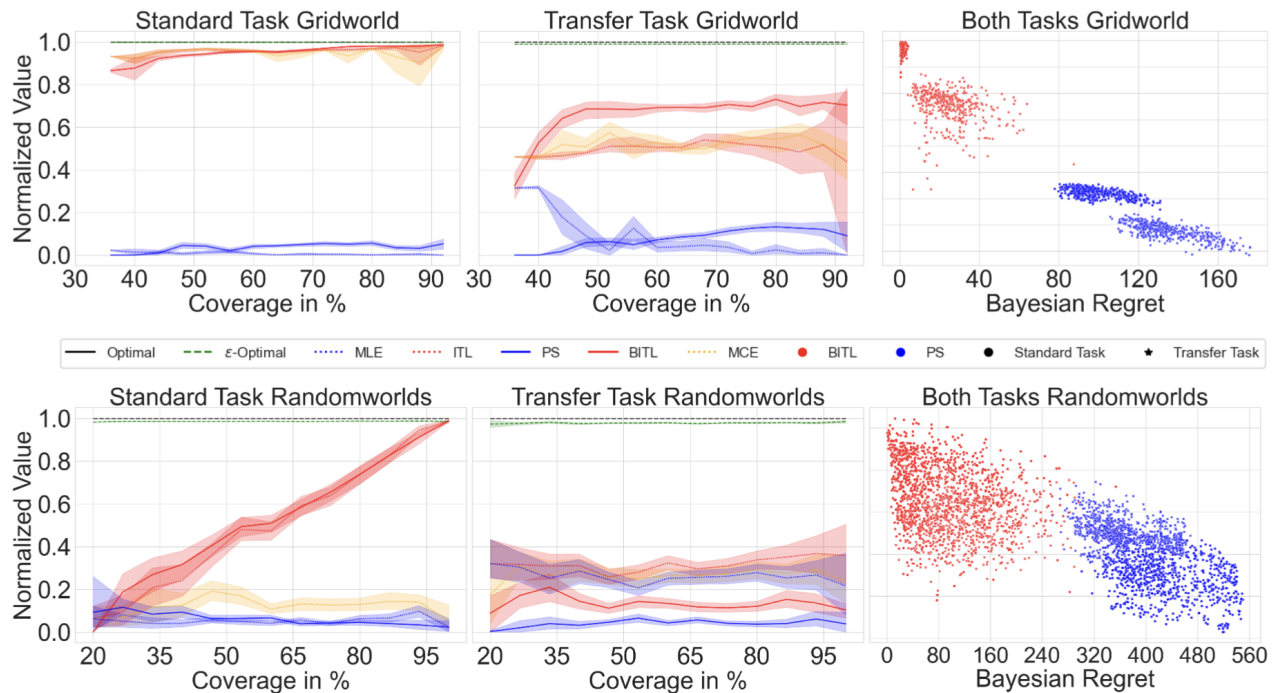 Standard Task Gridworld
Transfer Task Gridworld
Both Tasks Gridworld
Normalized Value
1.0
0.8
0.6
0.4
0.2
0.0
30 40 50 60 70 80 90
Coverage in %
30 40 50 60 70 80 90
Coverage in %
0 40 80 120 160
Bayesian Regret
Optimal ε-Optimal MLE ITL PS BITL MCE BITL PS Standard Task Transfer Task
Standard Task Randomworlds
Transfer Task Randomworlds
Both Tasks Randomworlds
Normalized Value
1.0
0.8
0.6
0.4
0.2
0.0
20 35 50 65 80 95
Coverage in %
20 35 50 65 80 95
Coverage in %
0 80 160 240 320 400 480 560
Bayesian Regret